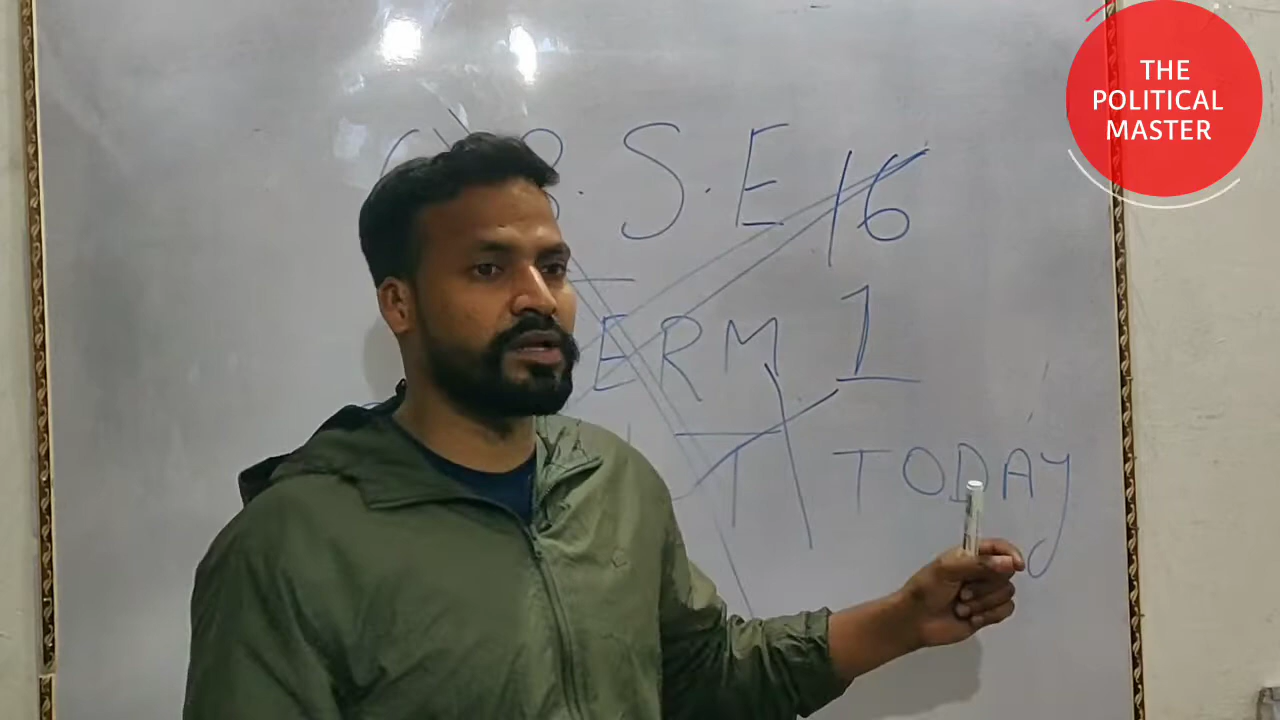 THE
POLITICAL
MASTER
C.B.S.E 16
TERM 1
TODAY